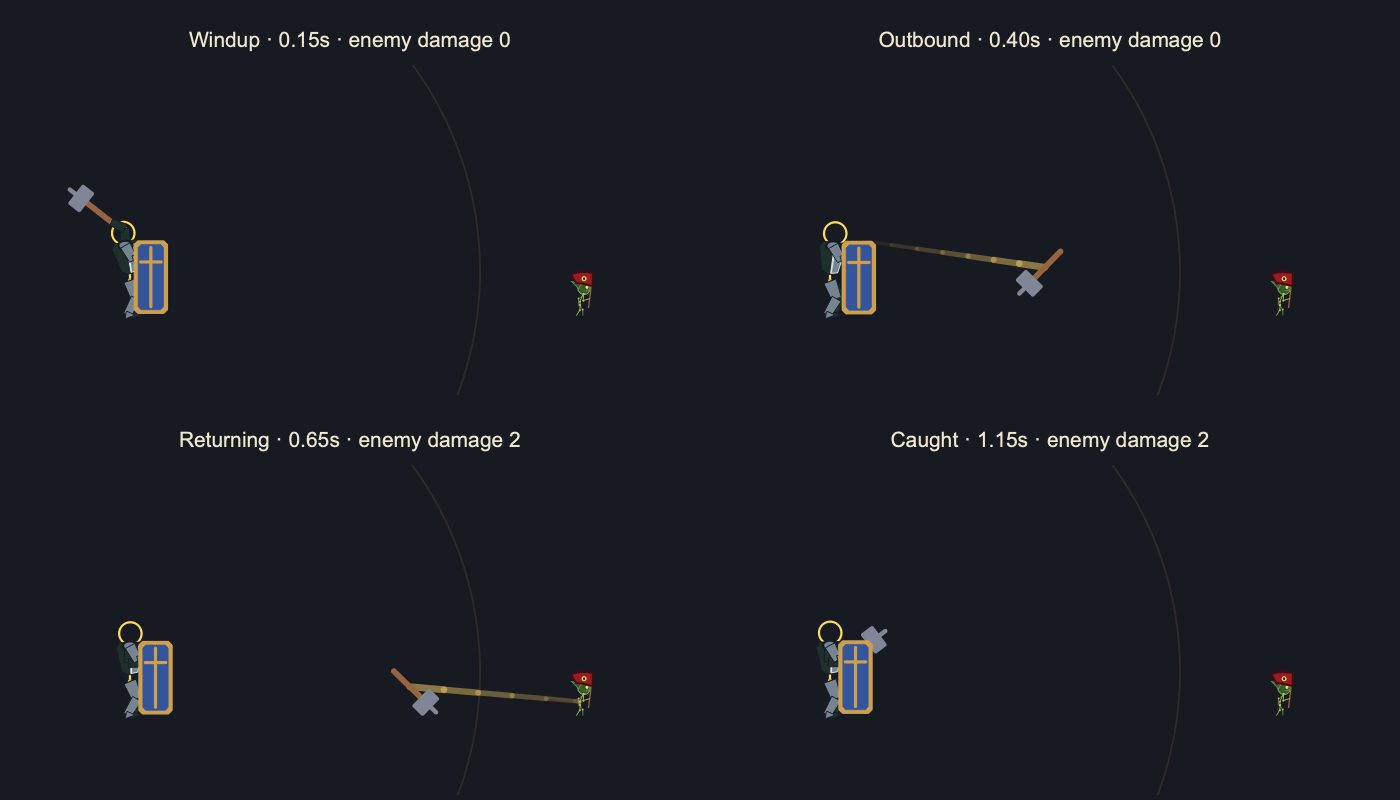 Windup · 0.15s · enemy damage 0
Outbound · 0.40s · enemy damage 0
Returning · 0.65s · enemy damage 2
Caught · 1.15s · enemy damage 2